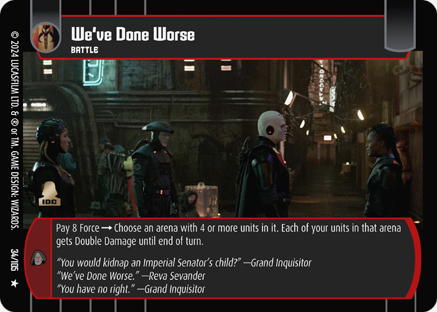 We've Done Worse
BATTLE
© 2024 LUCASFILM LTD. & ® or TM. GAME DESIGN: WIZARDS.
34/105
IDC
Pay 8 Force → Choose an arena with 4 or more units in it. Each of your units in that arena
gets Double Damage until end of turn.
"You would kidnap an Imperial Senator's child?" —Grand Inquisitor
"We've Done Worse." —Reva Sevander
"You have no right." —Grand Inquisitor